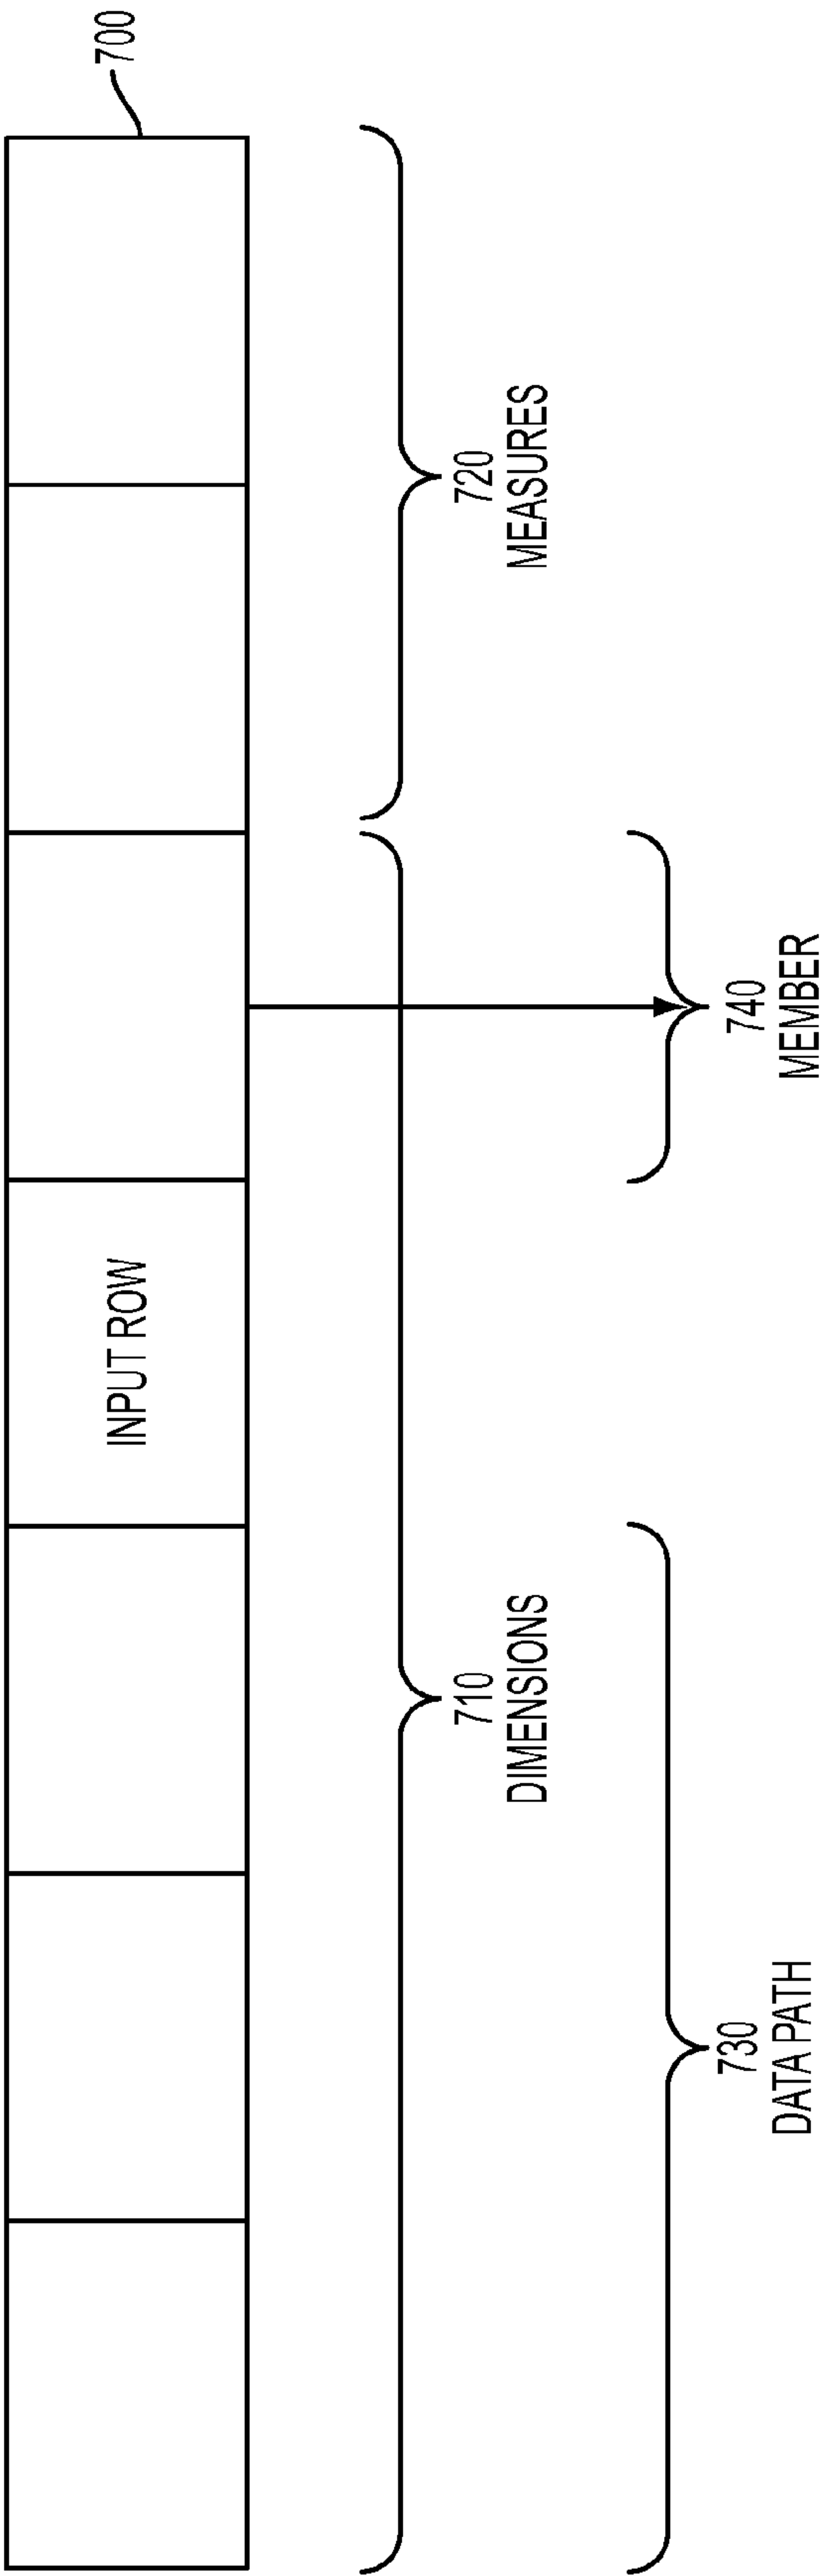 700
INPUT ROW
710
DIMENSIONS
720
MEASURES
730
DATA PATH
740
MEMBER